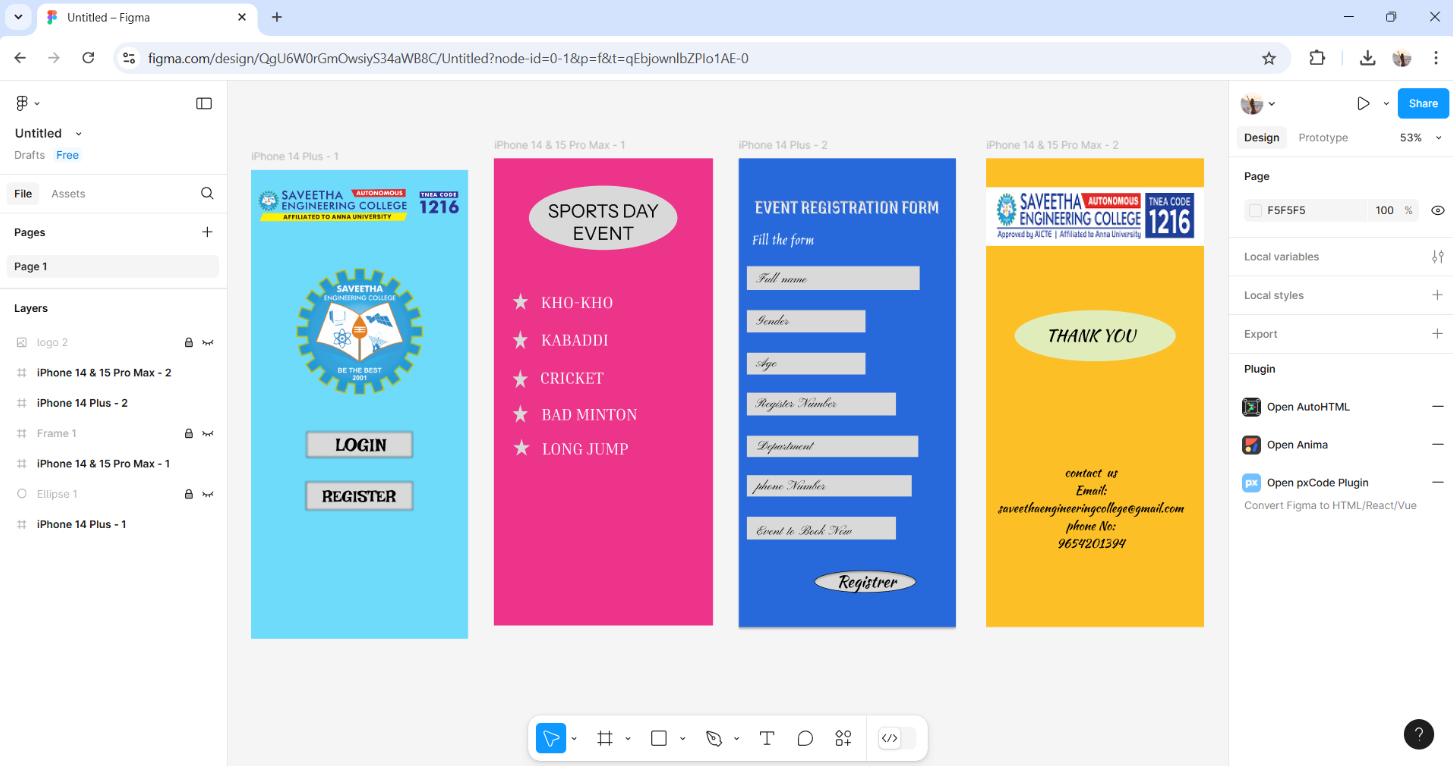 Untitled – Figma
figma.com/design/QgU6W0rGmOwsiyS34aWB8C/Untitled?node-id=0-1&p=f&t=qEbjownlbZPIo1AE-0
Untitled
Drafts Free
File Assets
Pages
Page 1
Layers
logo 2
iPhone 14 & 15 Pro Max - 2
iPhone 14 Plus - 2
Frame 1
iPhone 14 & 15 Pro Max - 1
Ellipse 1
iPhone 14 Plus - 1
iPhone 14 Plus - 1
SAVEETHA AUTONOMOUS
ENGINEERING COLLEGE
AFFILIATED TO ANNA UNIVERSITY
TNEA CODE
1216
SAVEETHA
ENGINEERING COLLEGE
BE THE BEST
2001
LOGIN
REGISTER
iPhone 14 & 15 Pro Max - 1
SPORTS DAY
EVENT
KHO-KHO
KABADDI
CRICKET
BAD MINTON
LONG JUMP
iPhone 14 Plus - 2
EVENT REGISTRATION FORM
Fill the form
Full name
Gender
Age
Register Number
Department
phone Number
Event to Book Now
Registrer
iPhone 14 & 15 Pro Max - 2
SAVEETHA AUTONOMOUS
ENGINEERING COLLEGE
Approved by AICTE | Affiliated to Anna University
TNEA CODE
1216
THANK YOU
contact us
Email:
saveethaengineeringcollege@gmail.com
phone No:
9654201394
Share
Design Prototype 53%
Page
F5F5F5 100 %
Local variables
Local styles
Export
Plugin
Open AutoHTML
Open Anima
px Open pxCode Plugin
Convert Figma to HTML/React/Vue